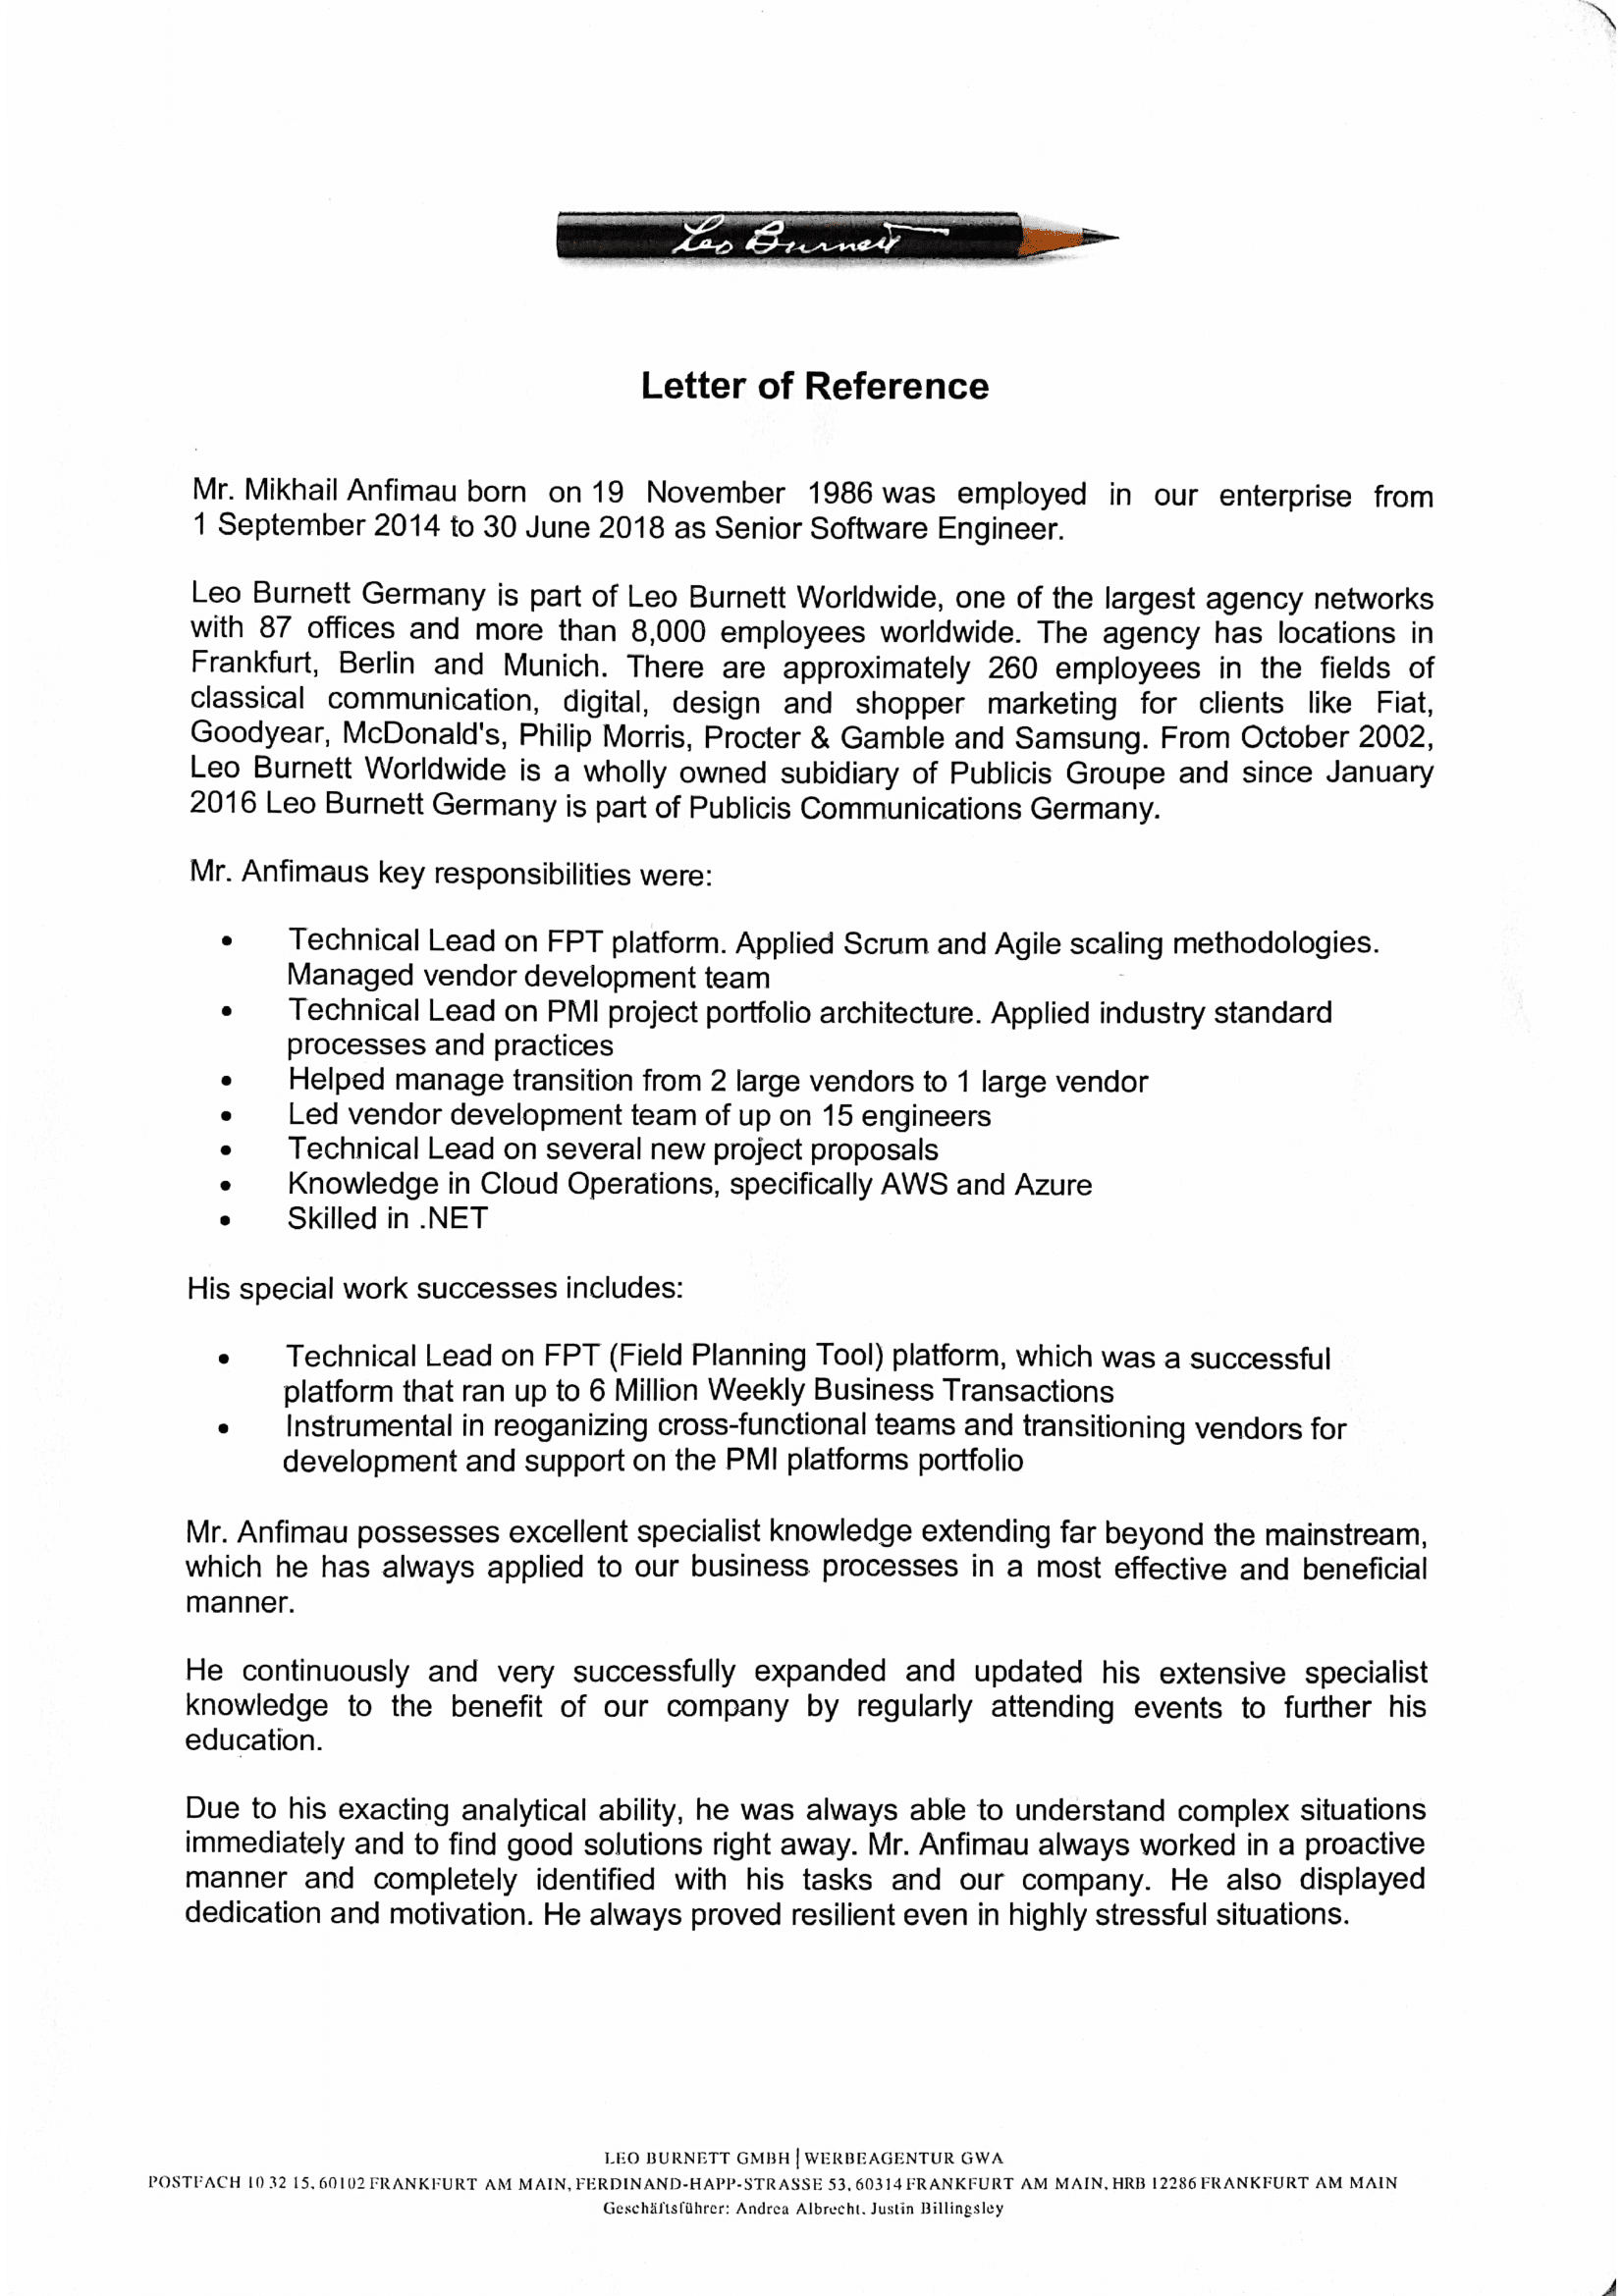 Leo Burnett
Letter of Reference
Mr. Mikhail Anfimau born on 19 November 1986 was employed in our enterprise from
1 September 2014 to 30 June 2018 as Senior Software Engineer.
Leo Burnett Germany is part of Leo Burnett Worldwide, one of the largest agency networks
with 87 offices and more than 8,000 employees worldwide. The agency has locations in
Frankfurt, Berlin and Munich. There are approximately 260 employees in the fields of
classical communication, digital, design and shopper marketing for clients like Fiat,
Goodyear, McDonald's, Philip Morris, Procter & Gamble and Samsung. From October 2002,
Leo Burnett Worldwide is a wholly owned subidiary of Publicis Groupe and since January
2016 Leo Burnett Germany is part of Publicis Communications Germany.
Mr. Anfimaus key responsibilities were:
• Technical Lead on FPT platform. Applied Scrum and Agile scaling methodologies.
Managed vendor development team
• Technical Lead on PMI project portfolio architecture. Applied industry standard
processes and practices
• Helped manage transition from 2 large vendors to 1 large vendor
• Led vendor development team of up on 15 engineers
• Technical Lead on several new project proposals
• Knowledge in Cloud Operations, specifically AWS and Azure
• Skilled in .NET
His special work successes includes:
• Technical Lead on FPT (Field Planning Tool) platform, which was a successful
platform that ran up to 6 Million Weekly Business Transactions
• Instrumental in reoganizing cross-functional teams and transitioning vendors for
development and support on the PMI platforms portfolio
Mr. Anfimau possesses excellent specialist knowledge extending far beyond the mainstream,
which he has always applied to our business processes in a most effective and beneficial
manner.
He continuously and very successfully expanded and updated his extensive specialist
knowledge to the benefit of our company by regularly attending events to further his
education.
Due to his exacting analytical ability, he was always able to understand complex situations
immediately and to find good solutions right away. Mr. Anfimau always worked in a proactive
manner and completely identified with his tasks and our company. He also displayed
dedication and motivation. He always proved resilient even in highly stressful situations.
LEO BURNETT GMBH | WERBEAGENTUR GWA
POSTFACH 10 32 15, 60102 FRANKFURT AM MAIN, FERDINAND-HAPP-STRASSE 53, 60314 FRANKFURT AM MAIN, HRB 12286 FRANKFURT AM MAIN
Geschäftsführer: Andrea Albrecht, Justin Billingsley